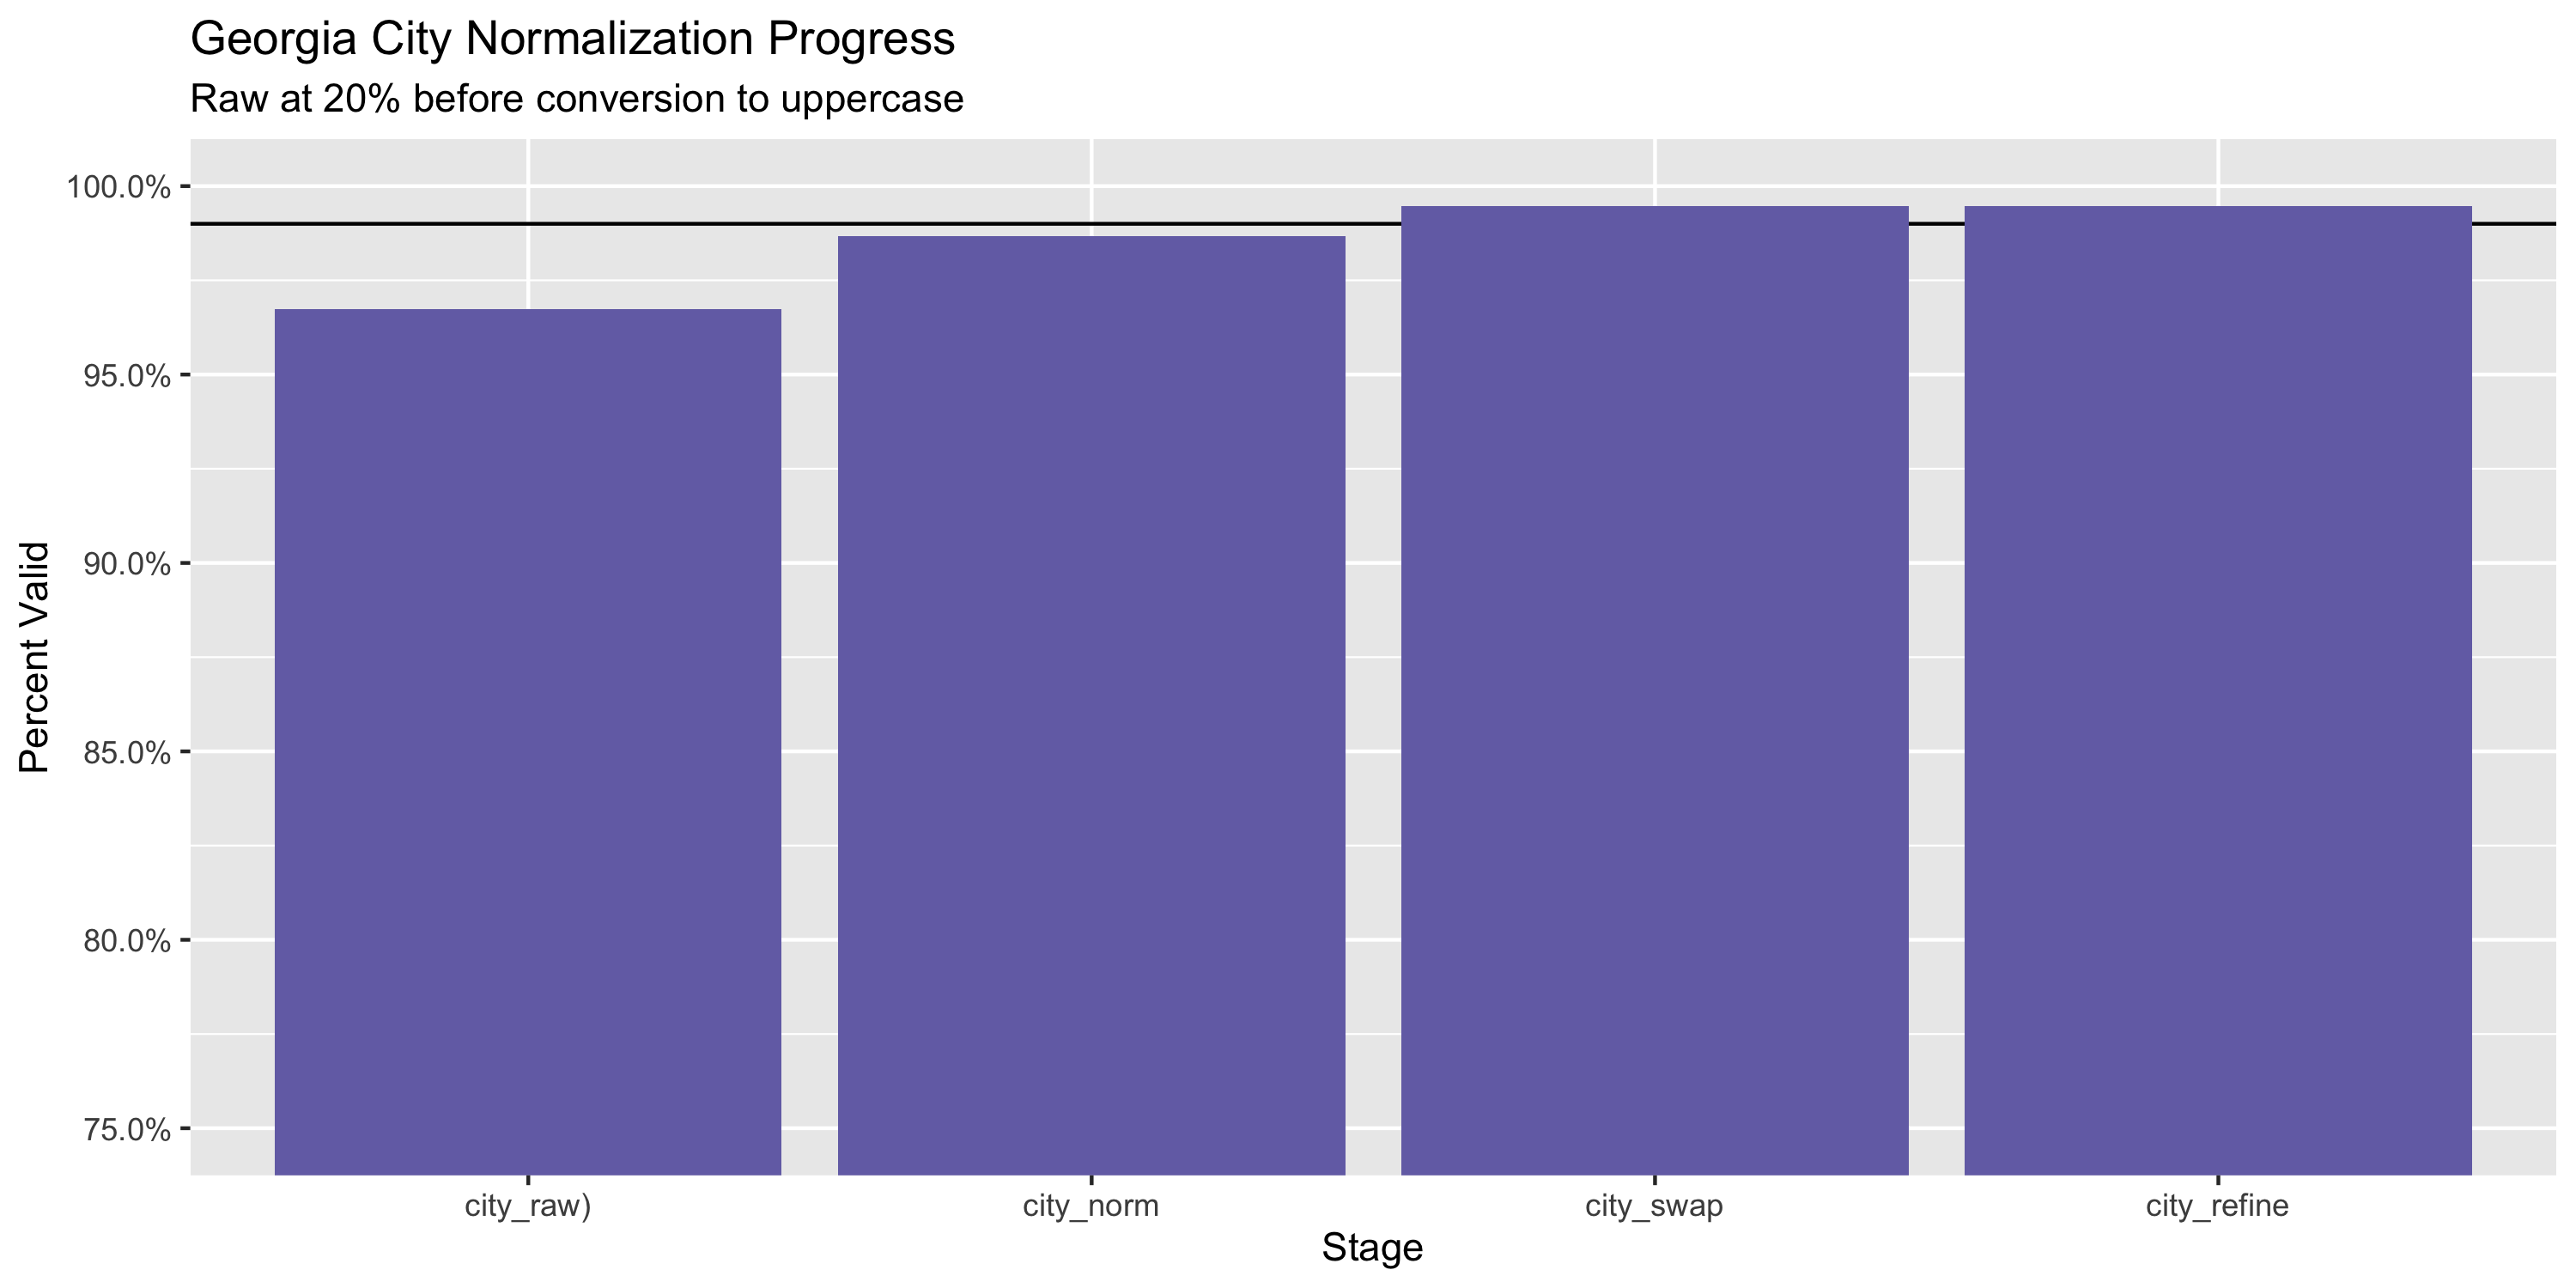 Georgia City Normalization Progress
Raw at 20% before conversion to uppercase
100.0%
95.0%
90.0%
85.0%
80.0%
75.0%
Percent Valid
city_raw)
city_norm
city_swap
city_refine
Stage